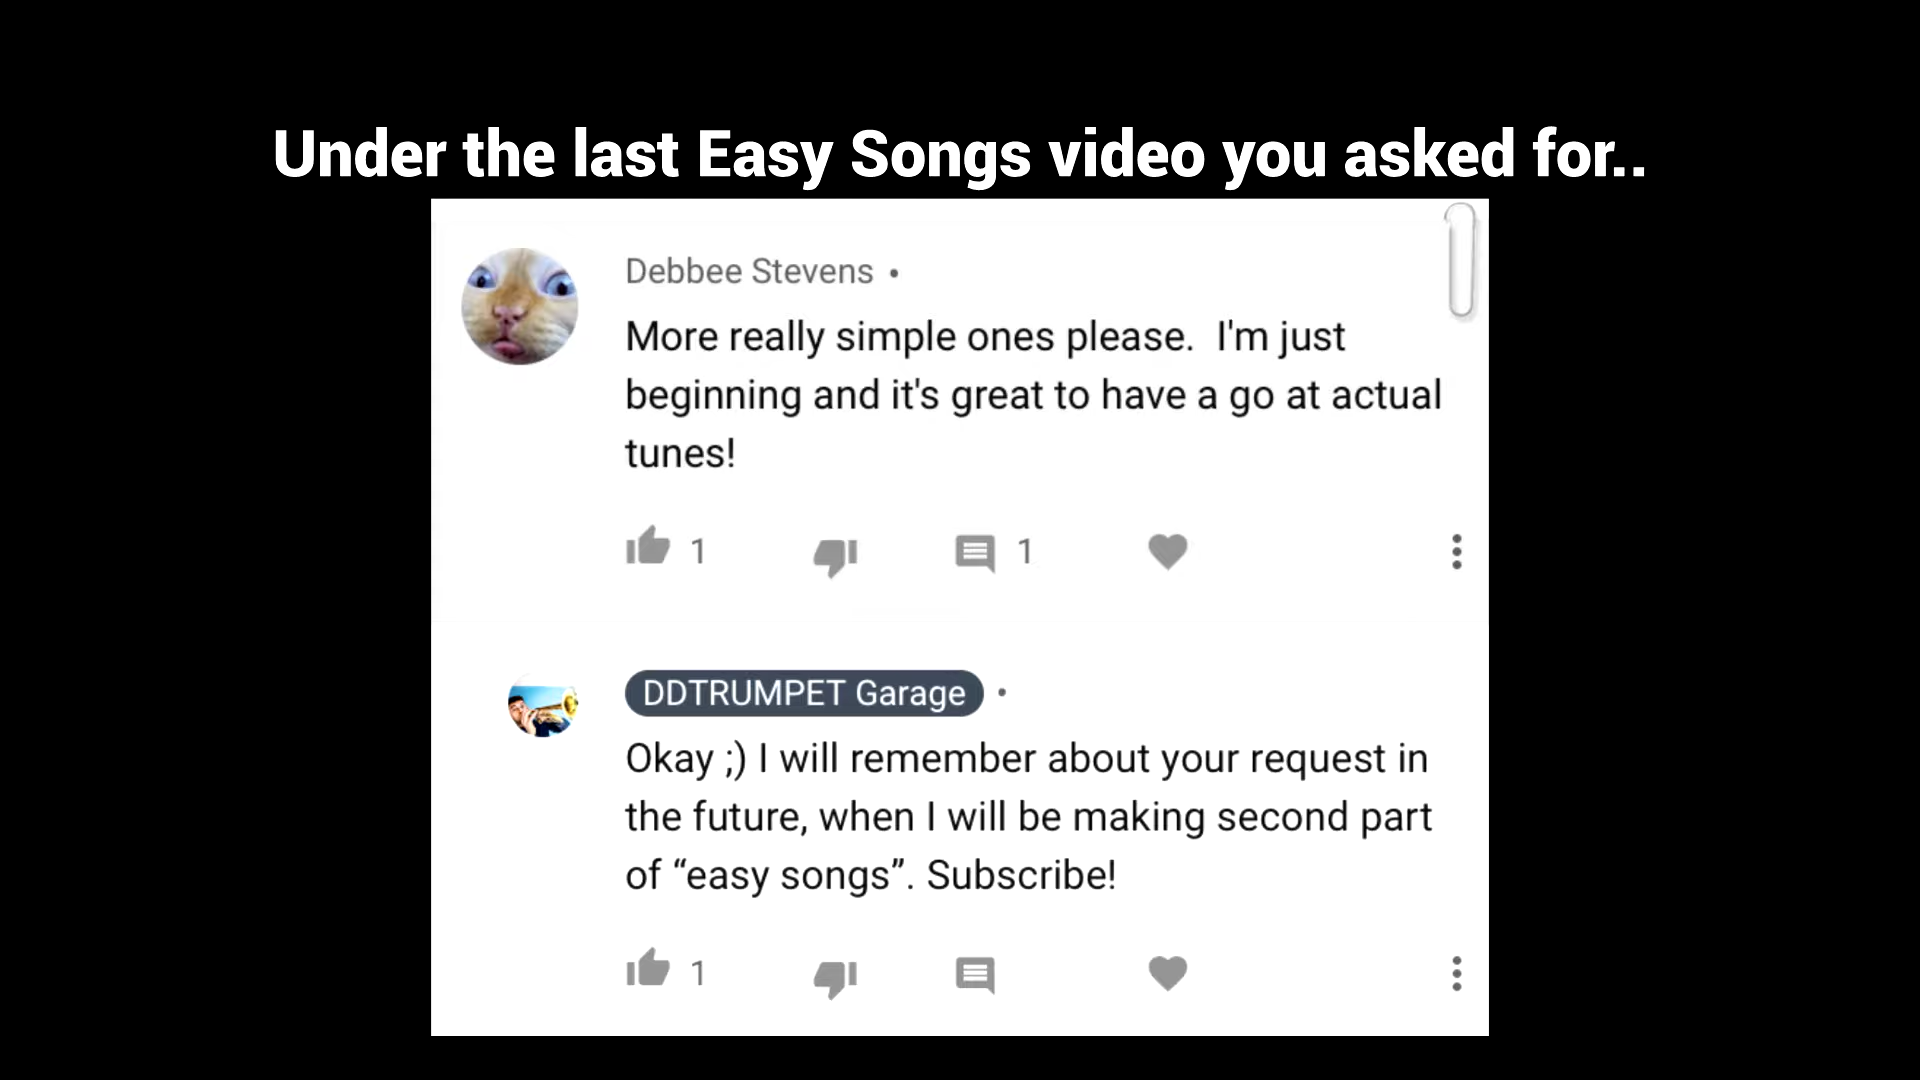 Under the last Easy Songs video you asked for..
Debbee Stevens •
More really simple ones please.  I'm just
beginning and it's great to have a go at actual
tunes!
1 1
DDTRUMPET Garage •
Okay ;) I will remember about your request in
the future, when I will be making second part
of “easy songs”. Subscribe!
1